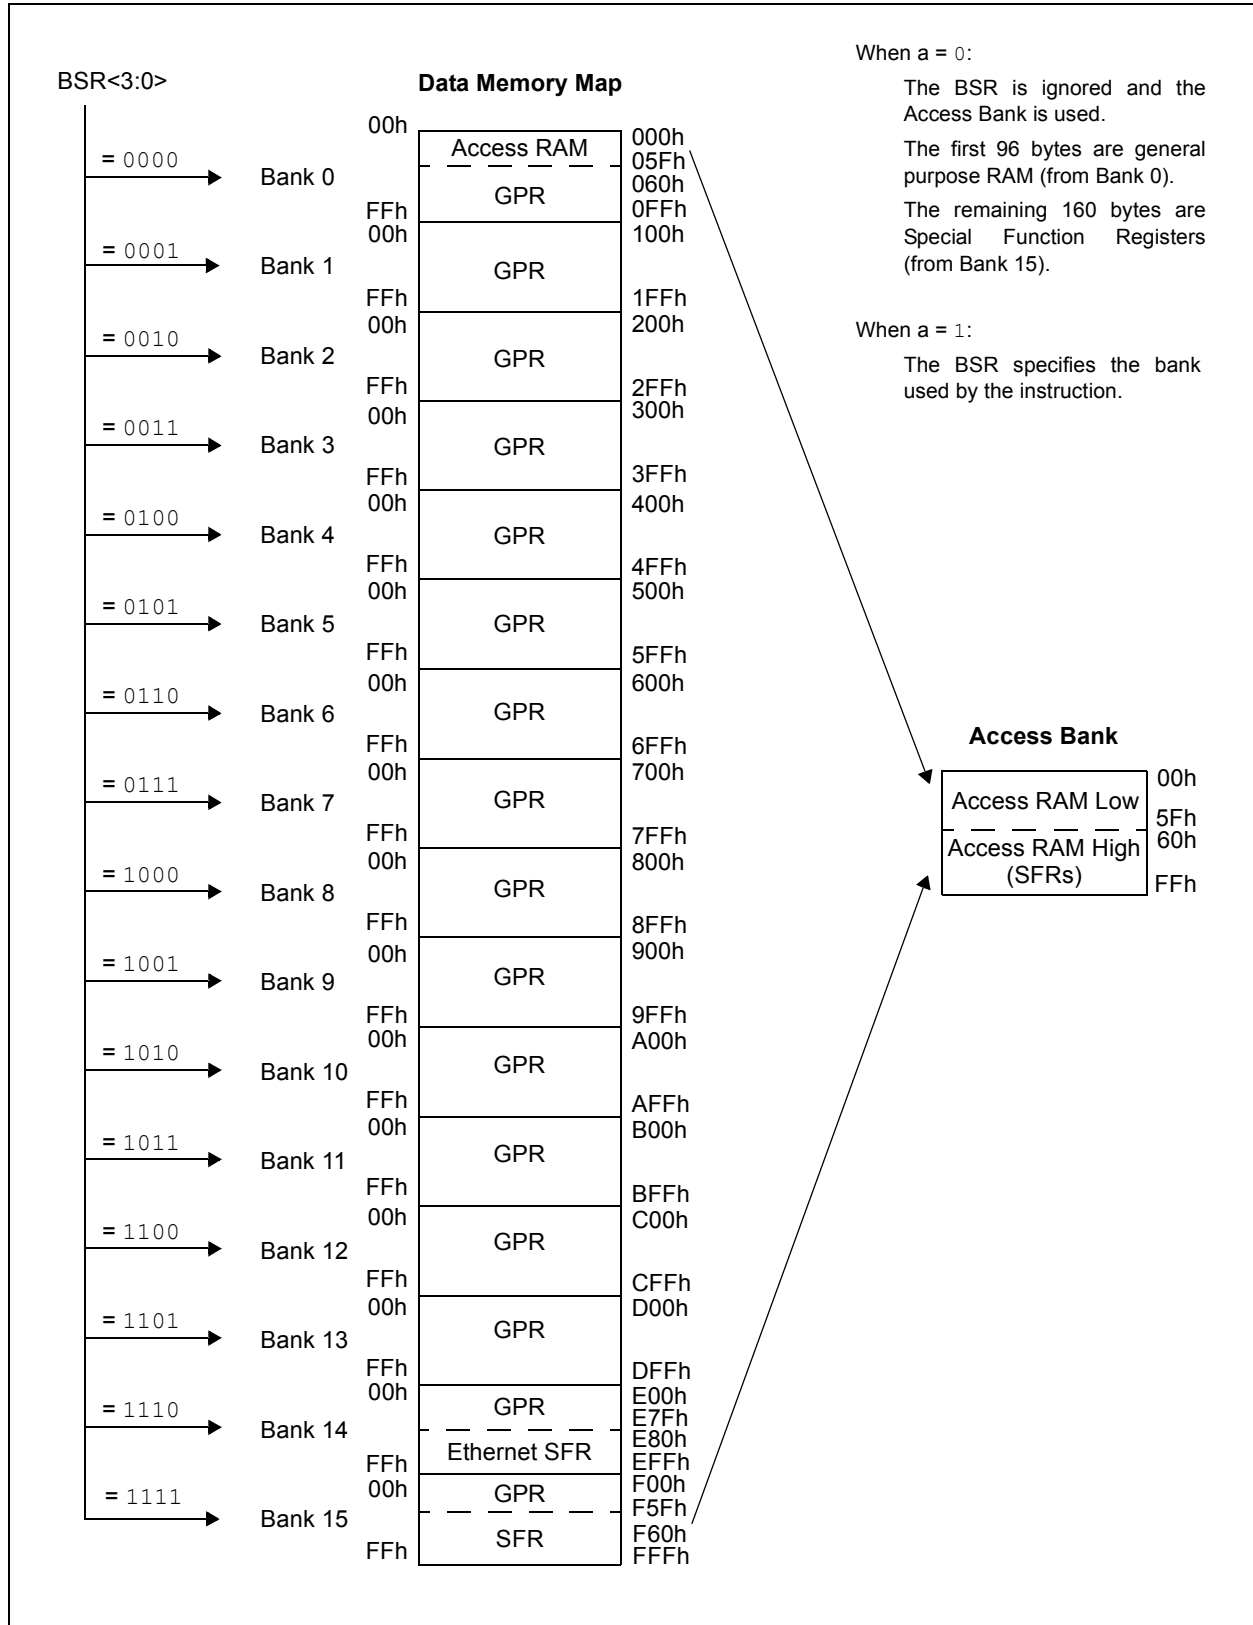 BSR<3:0>
Data Memory Map
When a = 0:
The BSR is ignored and the
Access Bank is used.
The first 96 bytes are general
purpose RAM (from Bank 0).
The remaining 160 bytes are
Special Function Registers
(from Bank 15).
When a = 1:
The BSR specifies the bank
used by the instruction.
= 0000
Bank 0
00h
FFh
Access RAM
GPR
000h
05Fh
060h
0FFh
= 0001
Bank 1
00h
FFh
GPR
100h
1FFh
= 0010
Bank 2
00h
FFh
GPR
200h
2FFh
= 0011
Bank 3
00h
FFh
GPR
300h
3FFh
= 0100
Bank 4
00h
FFh
GPR
400h
4FFh
= 0101
Bank 5
00h
FFh
GPR
500h
5FFh
= 0110
Bank 6
00h
FFh
GPR
600h
6FFh
= 0111
Bank 7
00h
FFh
GPR
700h
7FFh
= 1000
Bank 8
00h
FFh
GPR
800h
8FFh
= 1001
Bank 9
00h
FFh
GPR
900h
9FFh
= 1010
Bank 10
00h
FFh
GPR
A00h
AFFh
= 1011
Bank 11
00h
FFh
GPR
B00h
BFFh
= 1100
Bank 12
00h
FFh
GPR
C00h
CFFh
= 1101
Bank 13
00h
FFh
GPR
D00h
DFFh
= 1110
Bank 14
00h
FFh
GPR
Ethernet SFR
E00h
E7Fh
E80h
EFFh
= 1111
Bank 15
00h
FFh
GPR
SFR
F00h
F5Fh
F60h
FFFh
Access Bank
Access RAM Low
Access RAM High
(SFRs)
00h
5Fh
60h
FFh